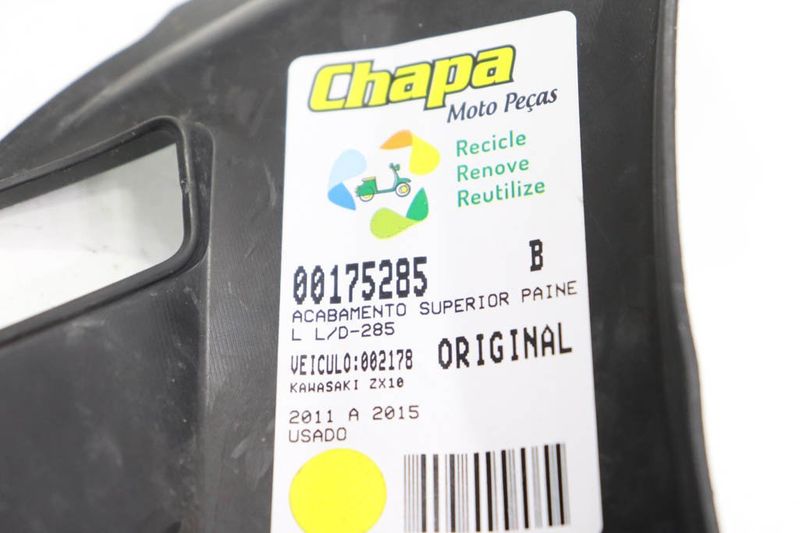 Chapa
Moto Peças
Recicle
Renove
Reutilize
00175285 B
ACABAMENTO SUPERIOR PAINE
L L/D-285
VEICULO:002178 ORIGINAL
KAWASAKI ZX10
2011 A 2015
USADO